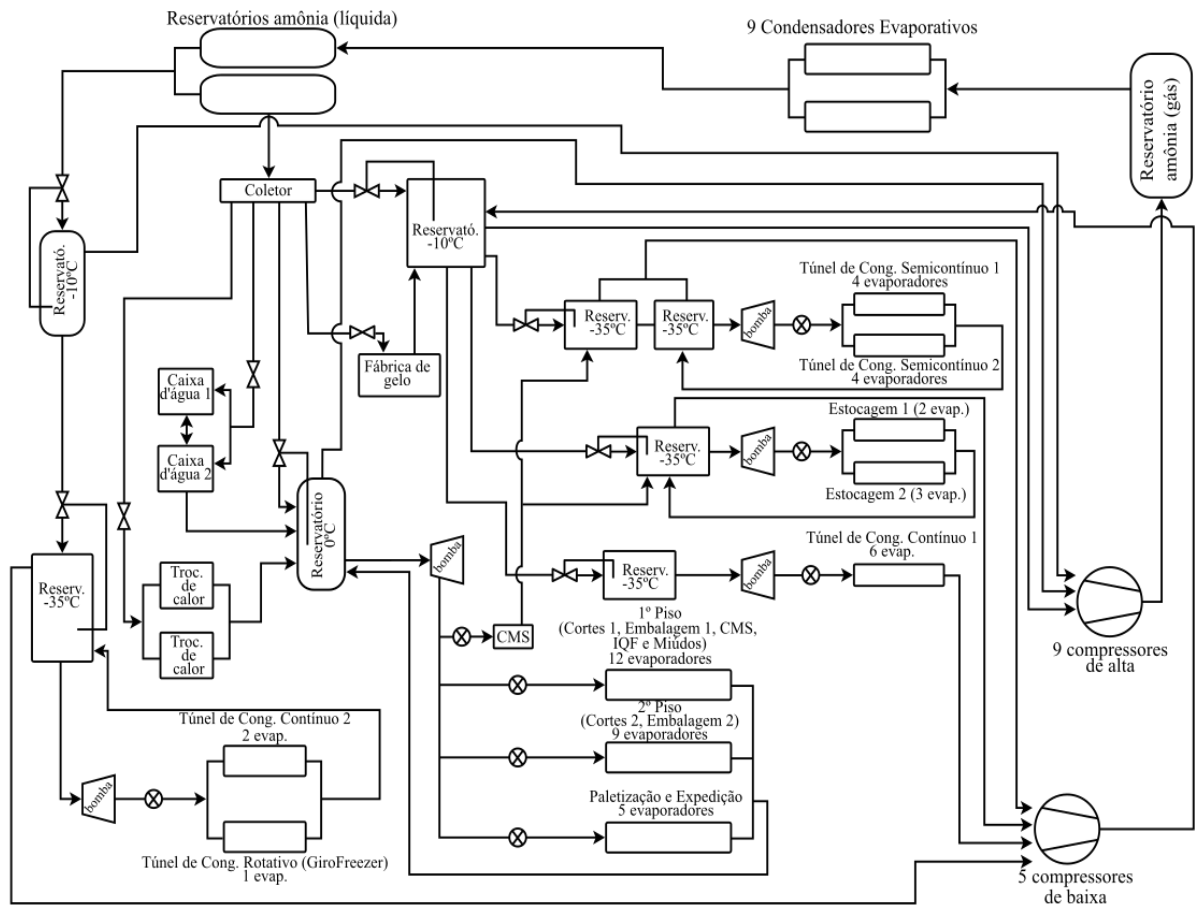 Reservatórios amônia (líquida)
9 Condensadores Evaporativos
Reservatório
amônia (gás)
Coletor
Reservató.
-10ºC
Reservató.
-10ºC
Túnel de Cong. Semicontínuo 1
4 evaporadores
Reserv.
-35ºC
Reserv.
-35ºC
bomba
Túnel de Cong. Semicontínuo 2
4 evaporadores
Fábrica de
gelo
Caixa
d'água 1
Caixa
d'água 2
Estocagem 1 (2 evap.)
Reserv.
-35ºC
bomba
Estocagem 2 (3 evap.)
Reservatório
0ºC
Túnel de Cong. Contínuo 1
6 evap.
bomba
Reserv.
-35ºC
bomba
Reserv.
-35ºC
Troc.
de
calor
Troc.
de
calor
CMS
1º Piso
(Cortes 1, Embalagem 1, CMS,
IQF e Miúdos)
12 evaporadores
9 compressores
de alta
2º Piso
(Cortes 2, Embalagem 2)
9 evaporadores
Túnel de Cong. Contínuo 2
2 evap.
bomba
Paletização e Expedição
5 evaporadores
Túnel de Cong. Rotativo (GiroFreezer)
1 evap.
5 compressores
de baixa